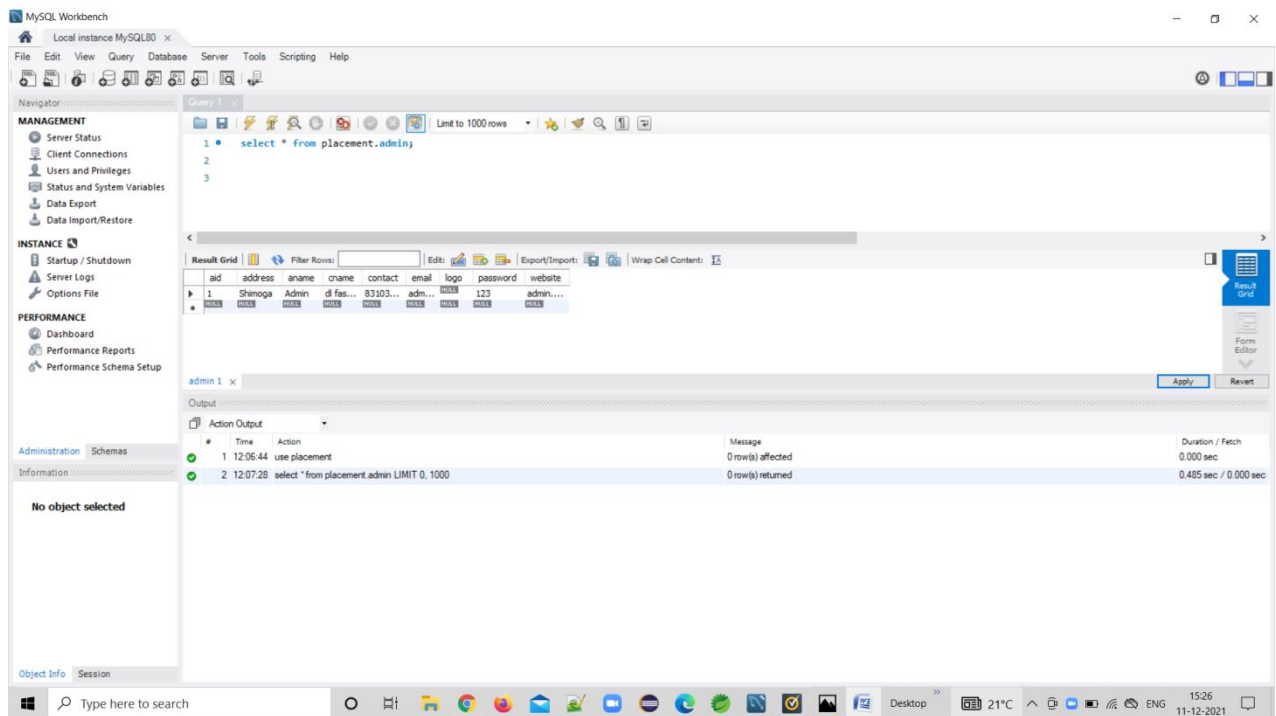 MySQL Workbench
Local instance MySQL80
File Edit View Query Database Server Tools Scripting Help
Navigator
MANAGEMENT
Server Status
Client Connections
Users and Privileges
Status and System Variables
Data Export
Data Import/Restore
INSTANCE
Startup / Shutdown
Server Logs
Options File
PERFORMANCE
Dashboard
Performance Reports
Performance Schema Setup
Administration Schemas
Information
No object selected
Object Info Session
Query 1
Limit to 1000 rows
1 select * from placement.admin;
2
3
Result Grid Filter Rows: Edit: Export/Import: Wrap Cell Content:
aid address aname cname contact email logo password website
1 Shimoga Admin dl fas... 83103... adm... NULL 123 admin....
NULL NULL NULL NULL NULL NULL NULL NULL NULL
Result Grid
Form Editor
admin 1
Apply Revert
Output
Action Output
# Time Action Message Duration / Fetch
1 12:06:44 use placement 0 row(s) affected 0.000 sec
2 12:07:28 select * from placement.admin LIMIT 0, 1000 0 row(s) returned 0.485 sec / 0.000 sec
Type here to search
Desktop
21°C
ENG
15:26
11-12-2021